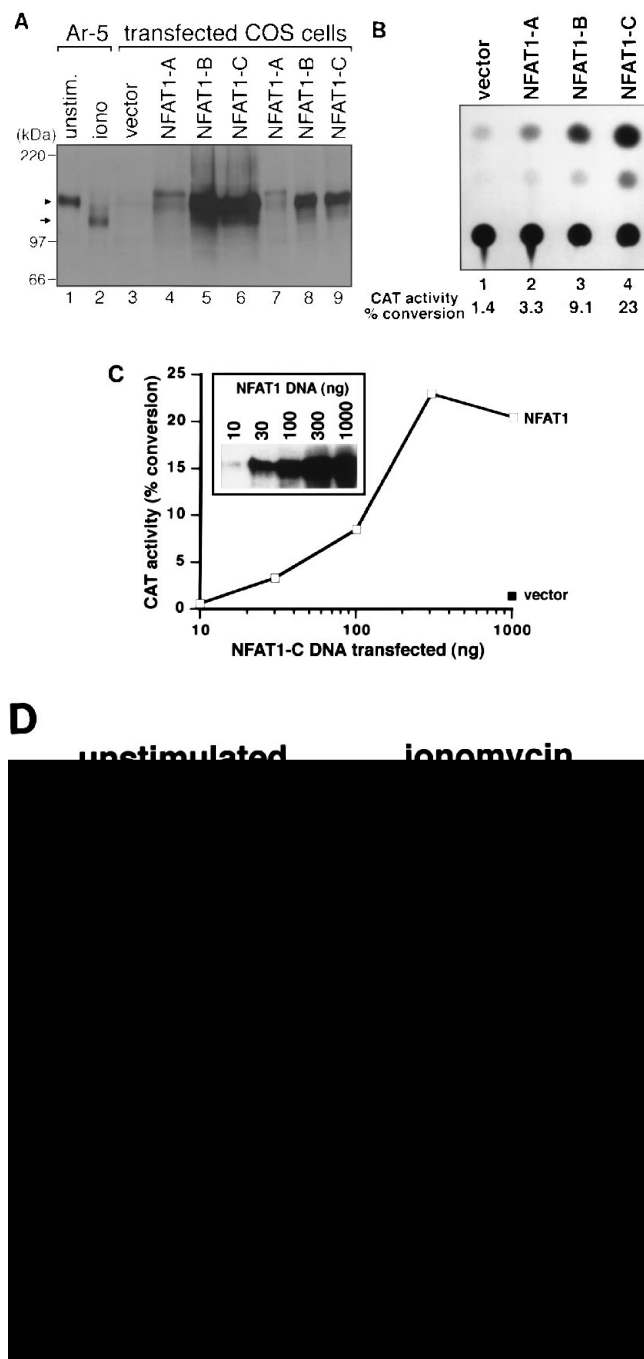 A
Ar-5 transfected COS cells
unstim.
iono
vector
NFAT1-A
NFAT1-B
NFAT1-C
NFAT1-A
NFAT1-B
NFAT1-C
(kDa)
220
97
66
1 2 3 4 5 6 7 8 9
B
vector
NFAT1-A
NFAT1-B
NFAT1-C
1 2 3 4
CAT activity
% conversion 1.4 3.3 9.1 23
C
NFAT1 DNA (ng)
10
30
100
300
1000
CAT activity (% conversion)
25
20
15
10
5
0
NFAT1
vector
10 100 1000
NFAT1-C DNA transfected (ng)
D
unstimulated ionomycin